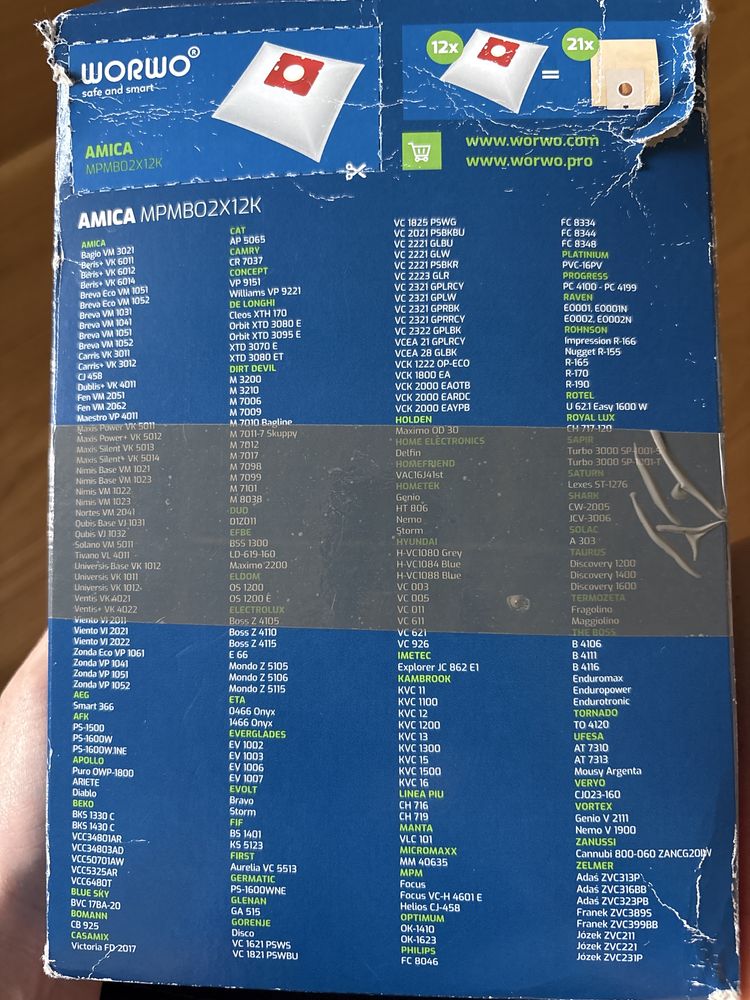 WORWO®
safe and smart
AMICA
MPMB02X12K
12x
=
21x
www.worwo.com
www.worwo.pro
AMICA MPMB02X12K
AMICA
Bagio VM 3021
Beris+ VK 6011
Beris+ VK 6012
Beris+ VK 6014
Breva Eco VM 1051
Breva Eco VM 1052
Breva VM 1031
Breva VM 1041
Breva VM 1051
Breva VM 1052
Carris VK 3011
Carris+ VK 3012
CJ 458
Dublis+ VK 4011
Fen VM 2051
Fen VM 2062
Maestro VP 4011
Maxis Power VK 5011
Maxis Power+ VK 5012
Maxis Silent VK 5013
Maxis Silent+ VK 5014
Nimis Base VM 1021
Nimis Base VM 1023
Nimis VM 1022
Nimis VM 1023
Nortes VM 2041
Qubis Base VJ 1031
Qubis VJ 1032
Solano VM 5011
Tivano VL 4011
Universis Base VK 1012
Universis VK 1011
Universis VK 1012
Ventis VK 4021
Ventis+ VK 4022
Viento VI 2011
Viento VI 2021
Viento VI 2022
Zonda Eco VP 1061
Zonda VP 1041
Zonda VP 1051
Zonda VP 1052
AEG
Smart 366
AFK
PS-1500
PS-1600W
PS-1600W.1NE
APOLLO
Puro OWP-1800
ARIETE
Diablo
BEKO
BKS 1330 C
BKS 1430 C
VCC34801AR
VCC34803AD
VCC50701AW
VCC5325AR
VCC6480T
BLUE SKY
BVC 17BA-20
BOMANN
CB 925
CASAMIX
Victoria FD 2017
CAT
AP 5065
CAMRY
CR 7037
CONCEPT
VP 9151
Williams VP 9221
DE LONGHI
Cleos XTH 170
Orbit XTD 3080 E
Orbit XTD 3095 E
XTD 3070 E
XTD 3080 ET
DIRT DEVIL
M 3200
M 3210
M 7006
M 7009
M 7010 Bagline
M 7011-7 Skuppy
M 7012
M 7017
M 7098
M 7099
M 7101
M 8038
DUO
01Z011
EFBE
BSS 1300
LD-619-160
Maximo 2200
ELDOM
OS 1200
OS 1200 E
ELECTROLUX
Boss Z 4105
Boss Z 4110
E 66
Mondo Z 5105
Mondo Z 5106
Mondo Z 5115
ETA
0466 Onyx
1466 Onyx
EVERGLADES
EV 1002
EV 1003
EV 1006
EV 1007
EVOLT
Bravo
Storm
FIF
BS 1401
KS 5123
FIRST
Aurelia VC 5513
GERMATIC
PS-1600WNE
GLENAN
GA 515
GORENJE
Disco
VC 1621 PSWS
VC 1821 PSWBU
VC 1825 PSWG
VC 2021 PSBKBU
VC 2221 GLBU
VC 2221 GLW
VC 2221 PSBKR
VC 2223 GLR
VC 2321 GPLRCY
VC 2321 GPLW
VC 2321 GPRBK
VC 2321 GPRRCY
VC 2322 GPLBK
VCEA 21 GPLRCY
VCEA 28 GLBK
VCK 1222 OP-ECO
VCK 1800 EA
VCK 2000 EAOTB
VCK 2000 EARDC
VCK 2000 EAYPB
HOLDEN
Maximo OD 30
HOME ELECTRONICS
Delfin
HOMEFRIEND
VAC16J41st
HOMETEK
Genio
HT 806
Nemo
Storm
HYUNDAI
H-VC1080 Grey
H-VC1084 Blue
H-VC1088 Blue
VC 003
VC 005
VC 011
VC 611
VC 621
VC 926
IMETEC
Explorer JC 862 E1
KAMBROOK
KVC 11
KVC 1100
KVC 12
KVC 1200
KVC 13
KVC 1300
KVC 15
KVC 1500
KVC 16
LINEA PIU
CH 716
CH 719
MANTA
VLC 101
MICROMAXX
MM 40635
MPM
Focus
Focus VC-H 4601 E
Helios CJ-458
OPTIMUM
OK-1410
OK-1623
PHILIPS
FC 8046
FC 8334
FC 8344
FC 8348
PLATINIUM
PVC-16PV
PROGRESS
PC 4100 - PC 4199
RAVEN
EO001, EO001N
EO002, EO002N
ROHNSON
Impression R-166
Nugget R-155
R-165
R-170
R-190
ROTEL
U 62.1 Easy 1600 W
ROYAL LUX
CH 717-120
SAPIR
Turbo 3000 SP-1001-S
Turbo 3000 SP-1001-T
SATURN
Lexes ST-1276
SHARK
CW-2005
JCV-3006
SOLAC
A 303
TAURUS
Discovery 1200
Discovery 1400
Discovery 1600
TERMOZETA
Fragolino
Maggiolino
THE BOSS
B 4106
B 4111
B 4116
Enduromax
Enduropower
Endurotronic
TORNADO
TO 4120
UFESA
AT 7310
AT 7313
Mousy Argenta
VERYO
CJ023-160
VORTEX
Genio V 2111
Nemo V 1900
ZANUSSI
Cannubi 800-060 ZANCG20IW
ZELMER
Adaś ZVC313P
Adaś ZVC316BB
Adaś ZVC323PB
Franek ZVC389S
Franek ZVC399BB
Józek ZVC211
Józek ZVC221
Józek ZVC231P